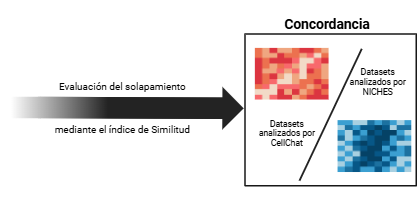 Concordancia
Evaluación del solapamiento
mediante el índice de Similitud
Datasets
analizados por
NICHES
Datasets
analizados por
CellChat